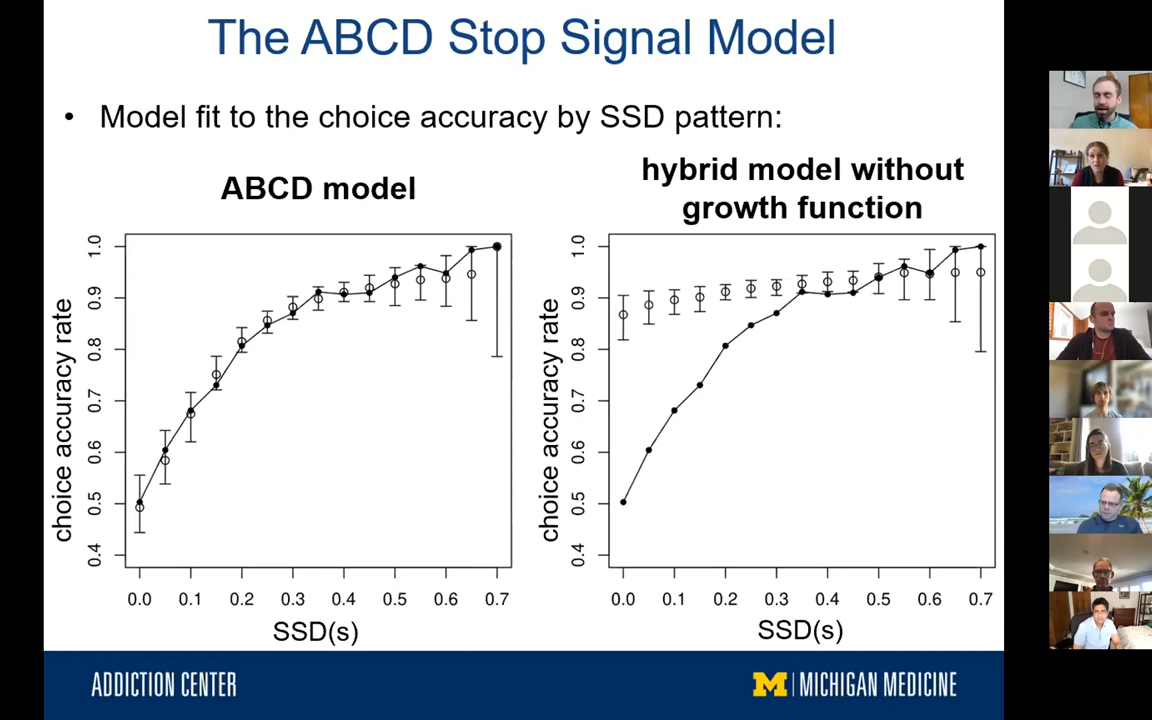 The ABCD Stop Signal Model
• Model fit to the choice accuracy by SSD pattern:
ABCD model
choice accuracy rate
1.0
0.9
0.8
0.7
0.6
0.5
0.4
0.0 0.1 0.2 0.3 0.4 0.5 0.6 0.7
SSD(s)
hybrid model without
growth function
choice accuracy rate
1.0
0.9
0.8
0.7
0.6
0.5
0.4
0.0 0.1 0.2 0.3 0.4 0.5 0.6 0.7
SSD(s)
ADDICTION CENTER
M | MICHIGAN MEDICINE